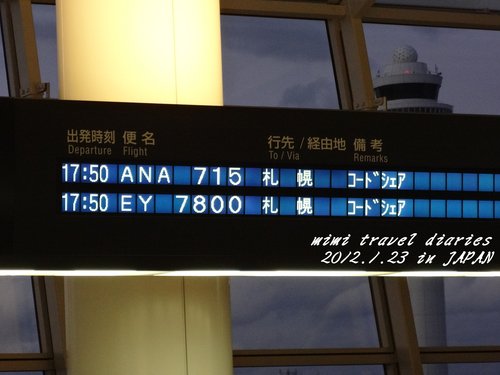 出発時刻 便名 行先/経由地 備考
Departure Flight To/Via Remarks
17:50 ANA 715 札幌 コードシェア
17:50 EY 7800 札幌 コードシェア
mimi travel diaries
2012.1.23 in JAPAN